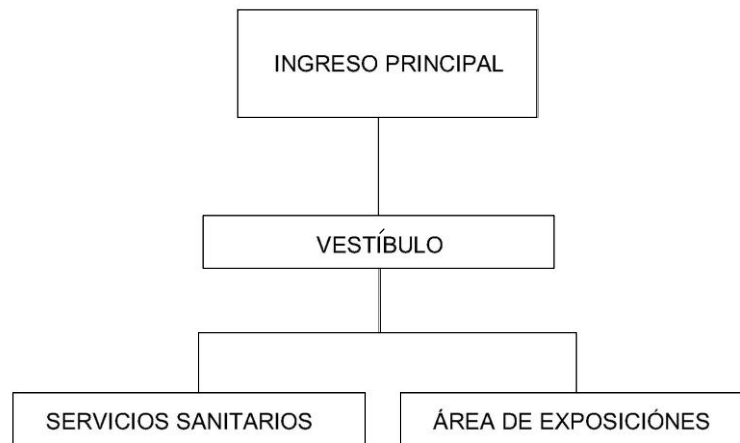 INGRESO PRINCIPAL
VESTÍBULO
SERVICIOS SANITARIOS
ÁREA DE EXPOSICIÓNES